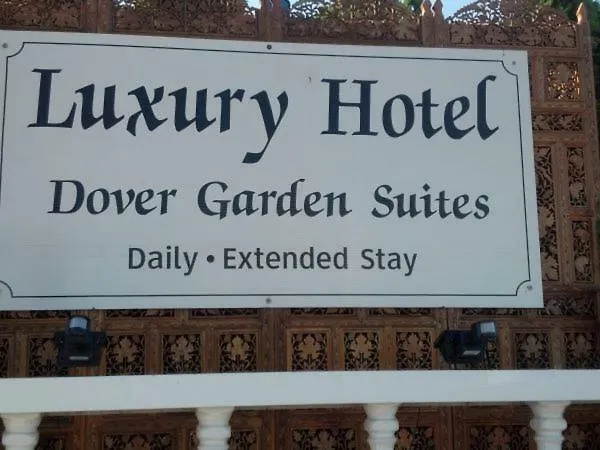 Luxury Hotel
Dover Garden Suites
Daily • Extended Stay